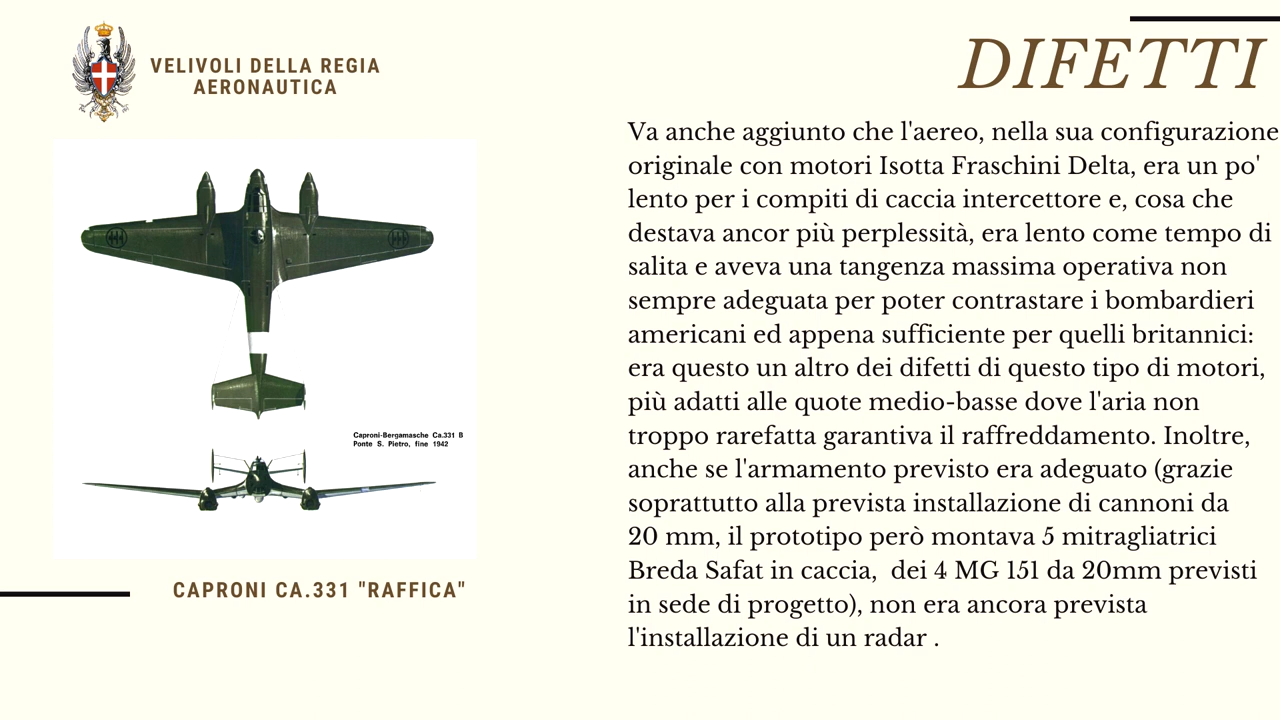 VELIVOLI DELLA REGIA
AERONAUTICA
DIFETTI
Va anche aggiunto che l'aereo, nella sua configurazione
originale con motori Isotta Fraschini Delta, era un po'
lento per i compiti di caccia intercettore e, cosa che
destava ancor più perplessità, era lento come tempo di
salita e aveva una tangenza massima operativa non
sempre adeguata per poter contrastare i bombardieri
americani ed appena sufficiente per quelli britannici:
era questo un altro dei difetti di questo tipo di motori,
più adatti alle quote medio-basse dove l'aria non
troppo rarefatta garantiva il raffreddamento. Inoltre,
anche se l'armamento previsto era adeguato (grazie
soprattutto alla prevista installazione di cannoni da
20 mm, il prototipo però montava 5 mitragliatrici
Breda Safat in caccia,  dei 4 MG 151 da 20mm previsti
in sede di progetto), non era ancora prevista
l'installazione di un radar .
Caproni-Bergamasche Ca.331 B
Ponte S. Pietro, fine 1942
CAPRONI CA.331 "RAFFICA"